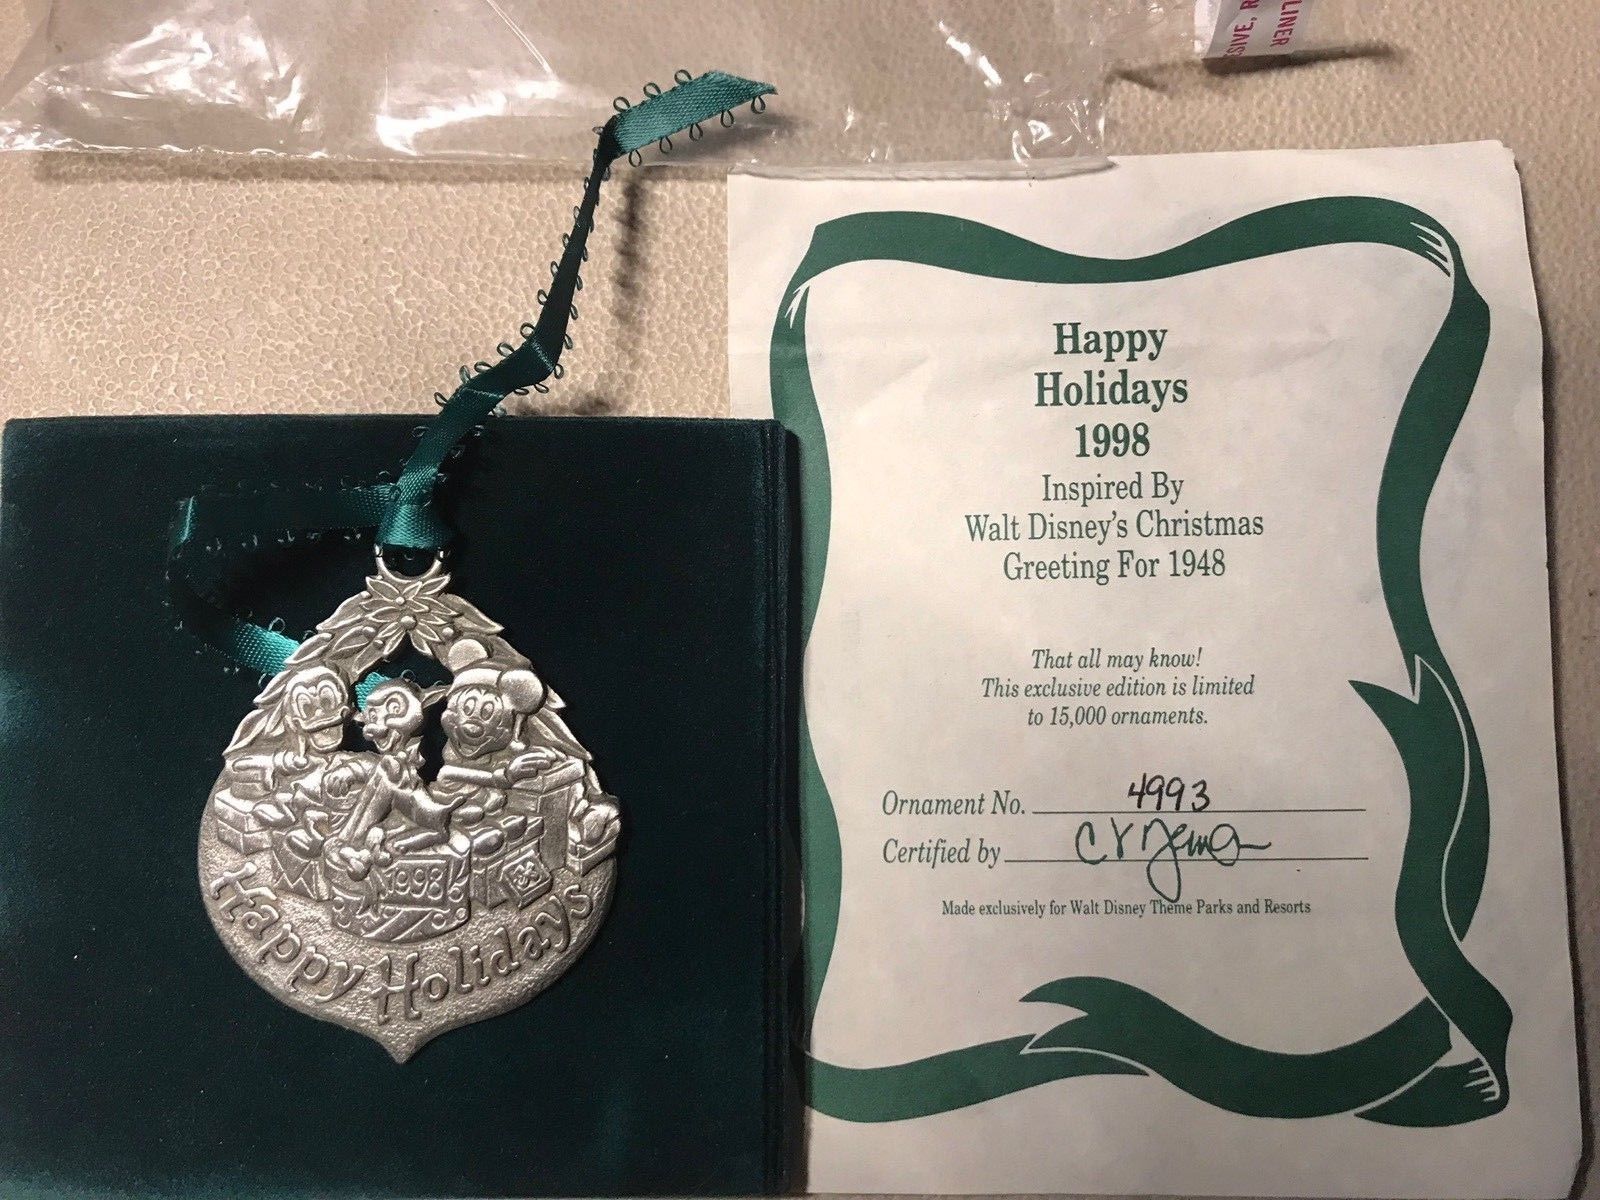 LINER
SIVE, R
Happy
Holidays
1998
Inspired By
Walt Disney's Christmas
Greeting For 1948
That all may know!
This exclusive edition is limited
to 15,000 ornaments.
Ornament No. 4993
Certified by
Made exclusively for Walt Disney Theme Parks and Resorts
1998
Happy Holidays